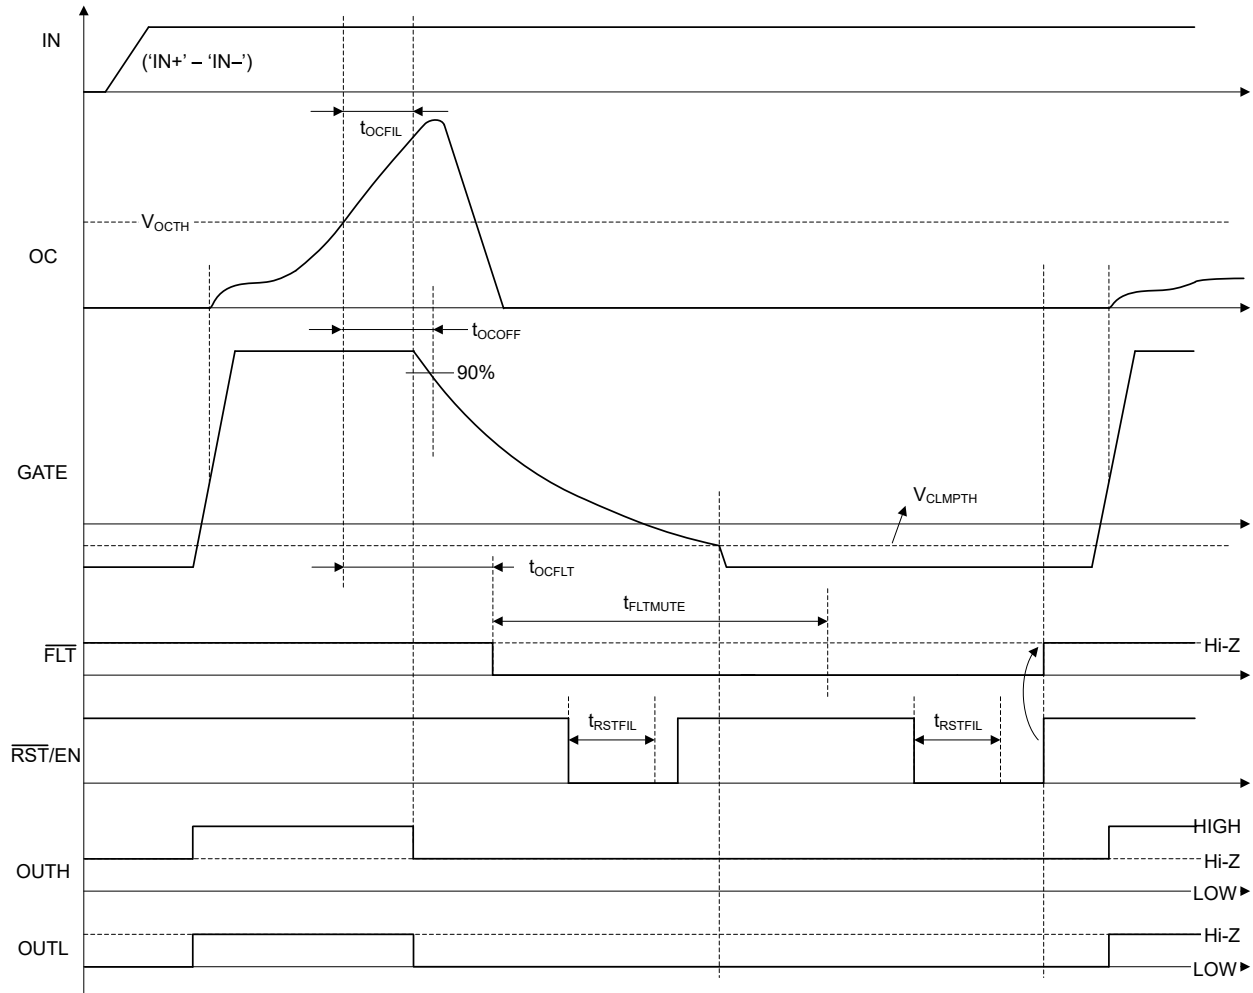 IN
('IN+' – 'IN–')
tOCFIL
VOCTH
OC
tOCOFF
90%
GATE
VCLMPTH
tOCFLT
tFLTMUTE
FLT
Hi-Z
tRSTFIL
tRSTFIL
RST/EN
HIGH
OUTH
Hi-Z
LOW
OUTL
Hi-Z
LOW